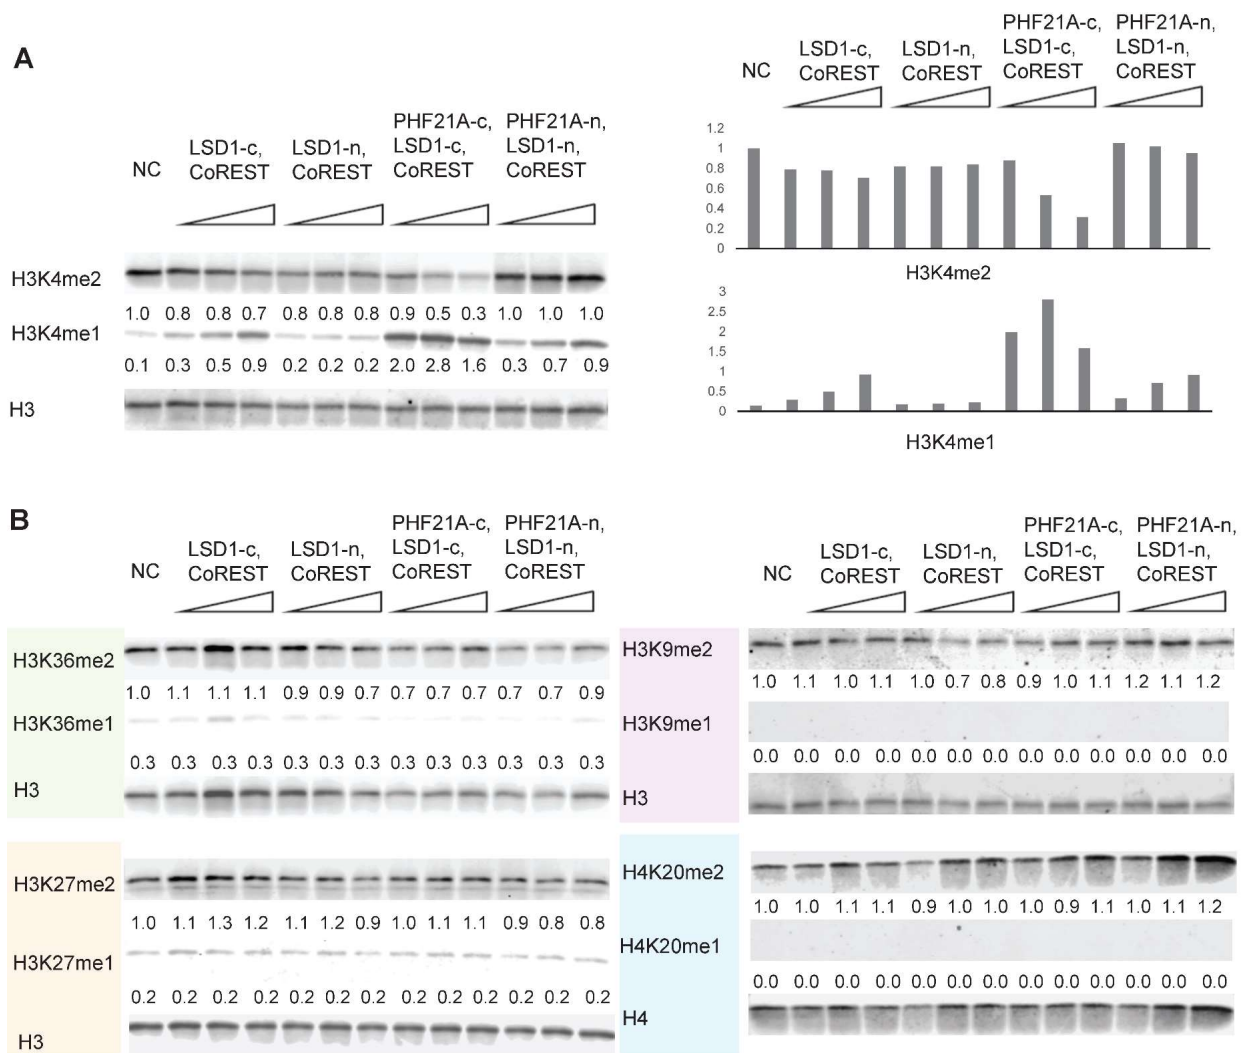 A
NC
LSD1-c,
CoREST
LSD1-n,
CoREST
PHF21A-c,
LSD1-c,
CoREST
PHF21A-n,
LSD1-n,
CoREST
H3K4me2
1.0 0.8 0.8 0.7 0.8 0.8 0.8 0.9 0.5 0.3 1.0 1.0 1.0
H3K4me1
0.1 0.3 0.5 0.9 0.2 0.2 0.2 2.0 2.8 1.6 0.3 0.7 0.9
H3
NC
LSD1-c,
CoREST
LSD1-n,
CoREST
PHF21A-c,
LSD1-c,
CoREST
PHF21A-n,
LSD1-n,
CoREST
1.2
1
0.8
0.6
0.4
0.2
0
H3K4me2
3
2.5
2
1.5
1
0.5
0
H3K4me1
B
NC
LSD1-c,
CoREST
LSD1-n,
CoREST
PHF21A-c,
LSD1-c,
CoREST
PHF21A-n,
LSD1-n,
CoREST
H3K36me2
1.0 1.1 1.1 1.1 0.9 0.9 0.7 0.7 0.7 0.7 0.7 0.7 0.9
H3K36me1
0.3 0.3 0.3 0.3 0.3 0.3 0.3 0.3 0.3 0.3 0.3 0.3 0.3
H3
H3K27me2
1.0 1.1 1.3 1.2 1.1 1.2 0.9 1.0 1.1 1.1 0.9 0.8 0.8
H3K27me1
0.2 0.2 0.2 0.2 0.2 0.2 0.2 0.2 0.2 0.2 0.2 0.2 0.2
H3
NC
LSD1-c,
CoREST
LSD1-n,
CoREST
PHF21A-c,
LSD1-c,
CoREST
PHF21A-n,
LSD1-n,
CoREST
H3K9me2
1.0 1.1 1.0 1.1 1.0 0.7 0.8 0.9 1.0 1.1 1.2 1.1 1.2
H3K9me1
0.0 0.0 0.0 0.0 0.0 0.0 0.0 0.0 0.0 0.0 0.0 0.0 0.0
H3
H4K20me2
1.0 1.0 1.1 1.1 0.9 1.0 1.0 1.0 0.9 1.1 1.0 1.1 1.2
H4K20me1
0.0 0.0 0.0 0.0 0.0 0.0 0.0 0.0 0.0 0.0 0.0 0.0 0.0
H4